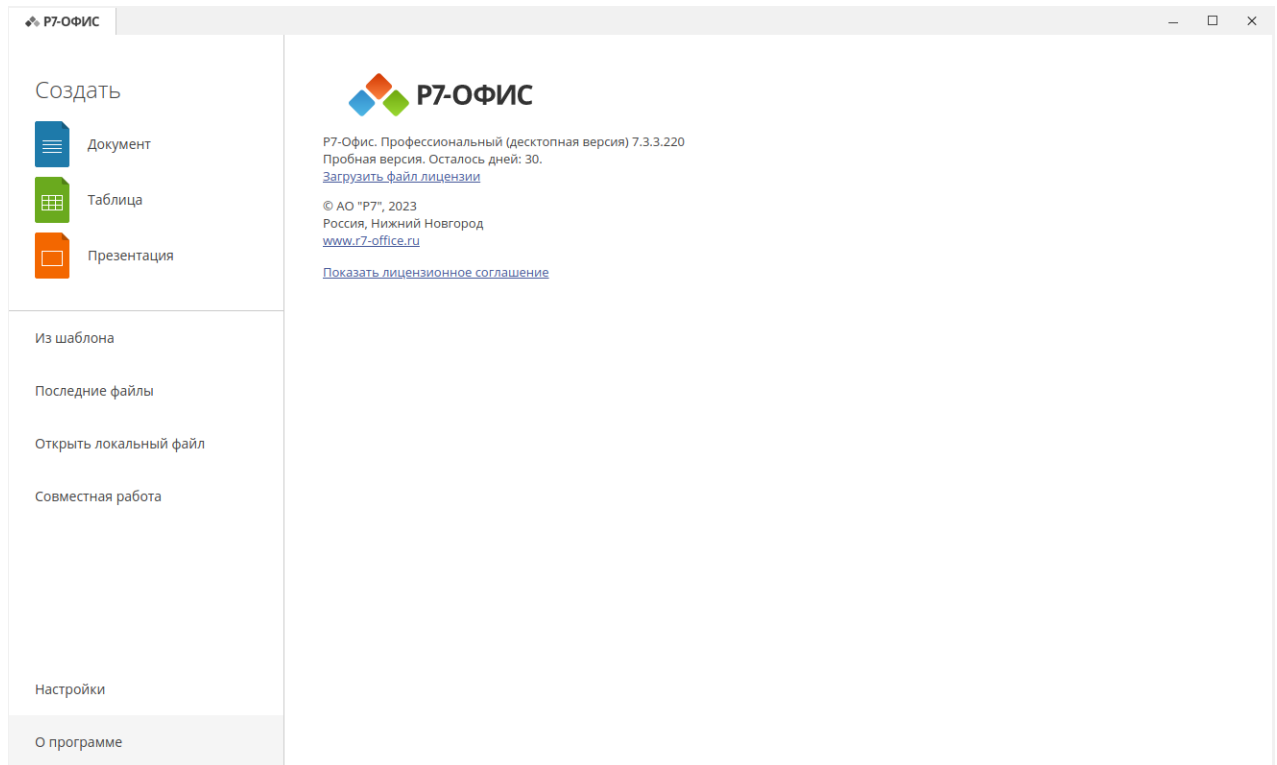 Р7-ОФИС
Создать
Документ
Таблица
Презентация
Из шаблона
Последние файлы
Открыть локальный файл
Совместная работа
Настройки
О программе
Р7-ОФИС
Р7-Офис. Профессиональный (десктопная версия) 7.3.3.220
Пробная версия. Осталось дней: 30.
Загрузить файл лицензии
© АО "Р7", 2023
Россия, Нижний Новгород
www.r7-office.ru
Показать лицензионное соглашение